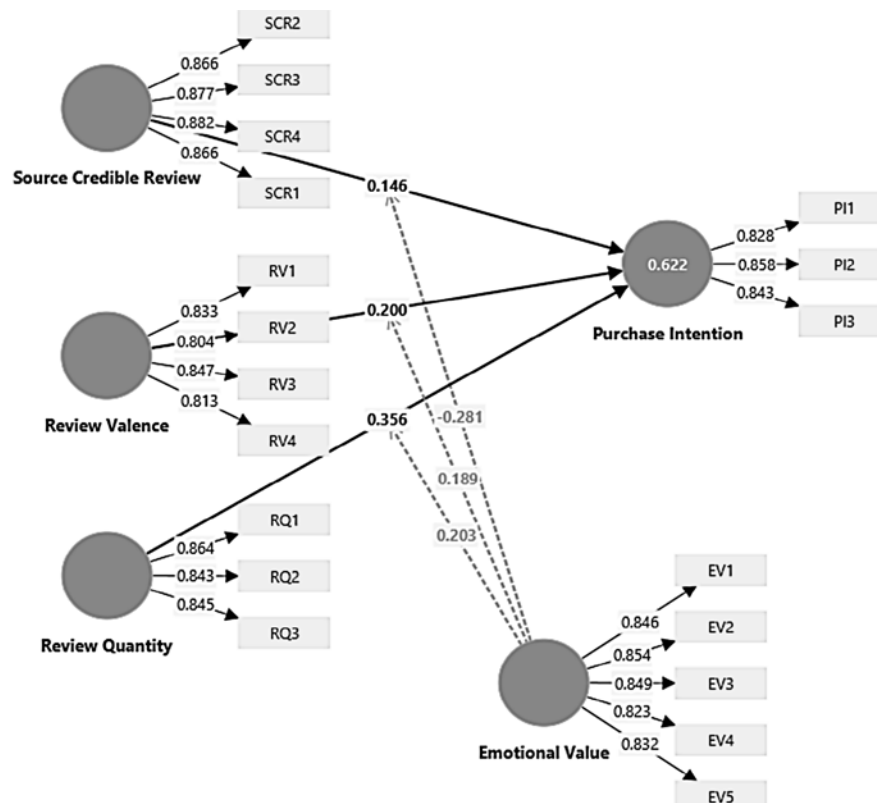 SCR2
0.866
SCR3
0.877
SCR4
0.882
0.866
SCR1
Source Credible Review
0.146
RV1
0.833
RV2
0.804
0.200
RV3
0.847
RV4
0.813
Review Valence
0.356
RQ1
0.864
RQ2
0.843
RQ3
0.845
Review Quantity
PI1
0.828
0.622
PI2
0.858
PI3
0.843
Purchase Intention
-0.281
0.189
0.203
EV1
0.846
EV2
0.854
EV3
0.849
EV4
0.823
EV5
0.832
Emotional Value